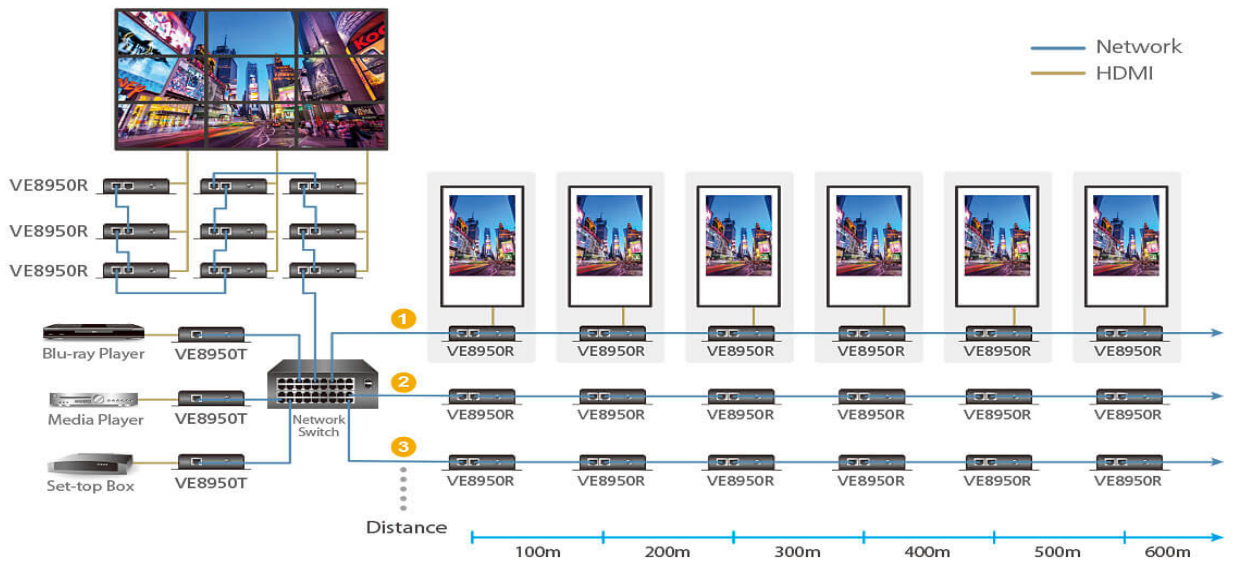 Network
HDMI
Kod
VE8950R
VE8950R
VE8950R
Blu-ray Player
VE8950T
Media Player
VE8950T
Set-top Box
VE8950T
Network
Switch
1
VE8950R VE8950R VE8950R VE8950R VE8950R VE8950R
2
VE8950R VE8950R VE8950R VE8950R VE8950R VE8950R
3
VE8950R VE8950R VE8950R VE8950R VE8950R VE8950R
Distance
100m 200m 300m 400m 500m 600m